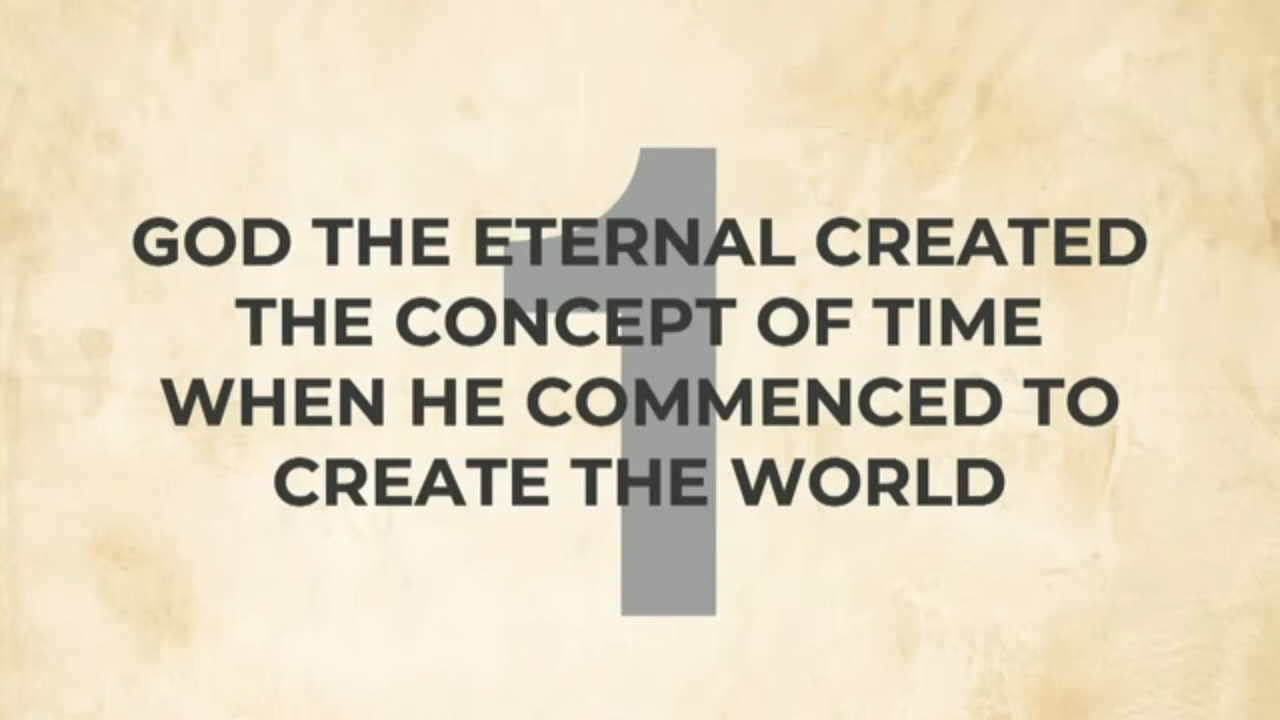 1
GOD THE ETERNAL CREATED
THE CONCEPT OF TIME
WHEN HE COMMENCED TO
CREATE THE WORLD